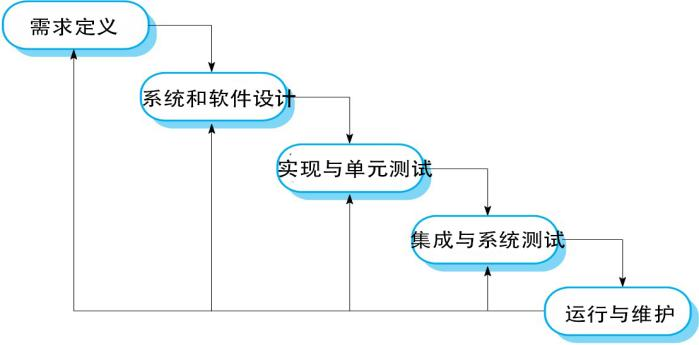 需求定义
系统和软件设计
实现与单元测试
集成与系统测试
运行与维护